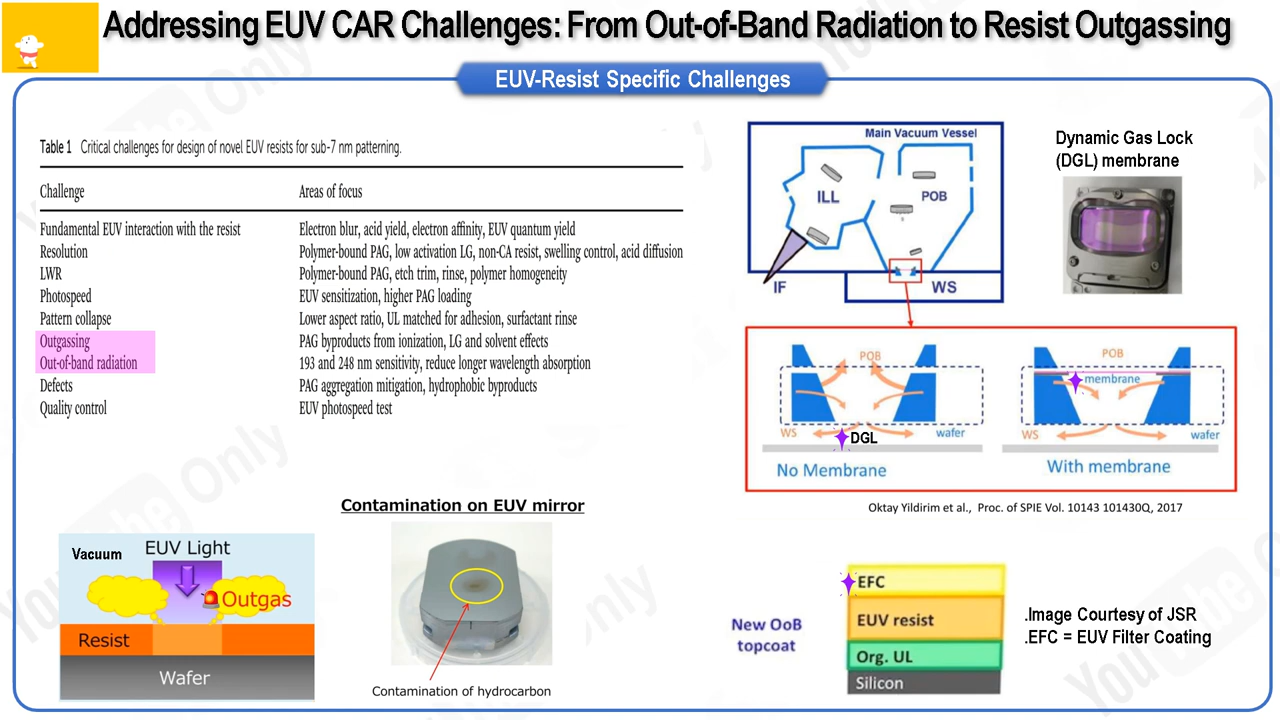 Addressing EUV CAR Challenges: From Out-of-Band Radiation to Resist Outgassing
EUV-Resist Specific Challenges
Table 1 Critical challenges for design of novel EUV resists for sub-7 nm patterning.
Challenge Areas of focus
Fundamental EUV interaction with the resist Electron blur, acid yield, electron affinity, EUV quantum yield
Resolution Polymer-bound PAG, low activation LG, non-CA resist, swelling control, acid diffusion
LWR Polymer-bound PAG, etch trim, rinse, polymer homogeneity
Photospeed EUV sensitization, higher PAG loading
Pattern collapse Lower aspect ratio, UL matched for adhesion, surfactant rinse
Outgassing PAG byproducts from ionization, LG and solvent effects
Out-of-band radiation 193 and 248 nm sensitivity, reduce longer wavelength absorption
Defects PAG aggregation mitigation, hydrophobic byproducts
Quality control EUV photospeed test
Main Vacuum Vessel
ILL
POB
IF
WS
Dynamic Gas Lock
(DGL) membrane
POB
WS
DGL
wafer
No Membrane
POB
membrane
WS
wafer
With membrane
Oktay Yildirim et al., Proc. of SPIE Vol. 10143 101430Q, 2017
Vacuum
EUV Light
Outgas
Resist
Wafer
Contamination on EUV mirror
Contamination of hydrocarbon
New OoB
topcoat
EFC
EUV resist
Org. UL
Silicon
.Image Courtesy of JSR
.EFC = EUV Filter Coating
YouTube Only